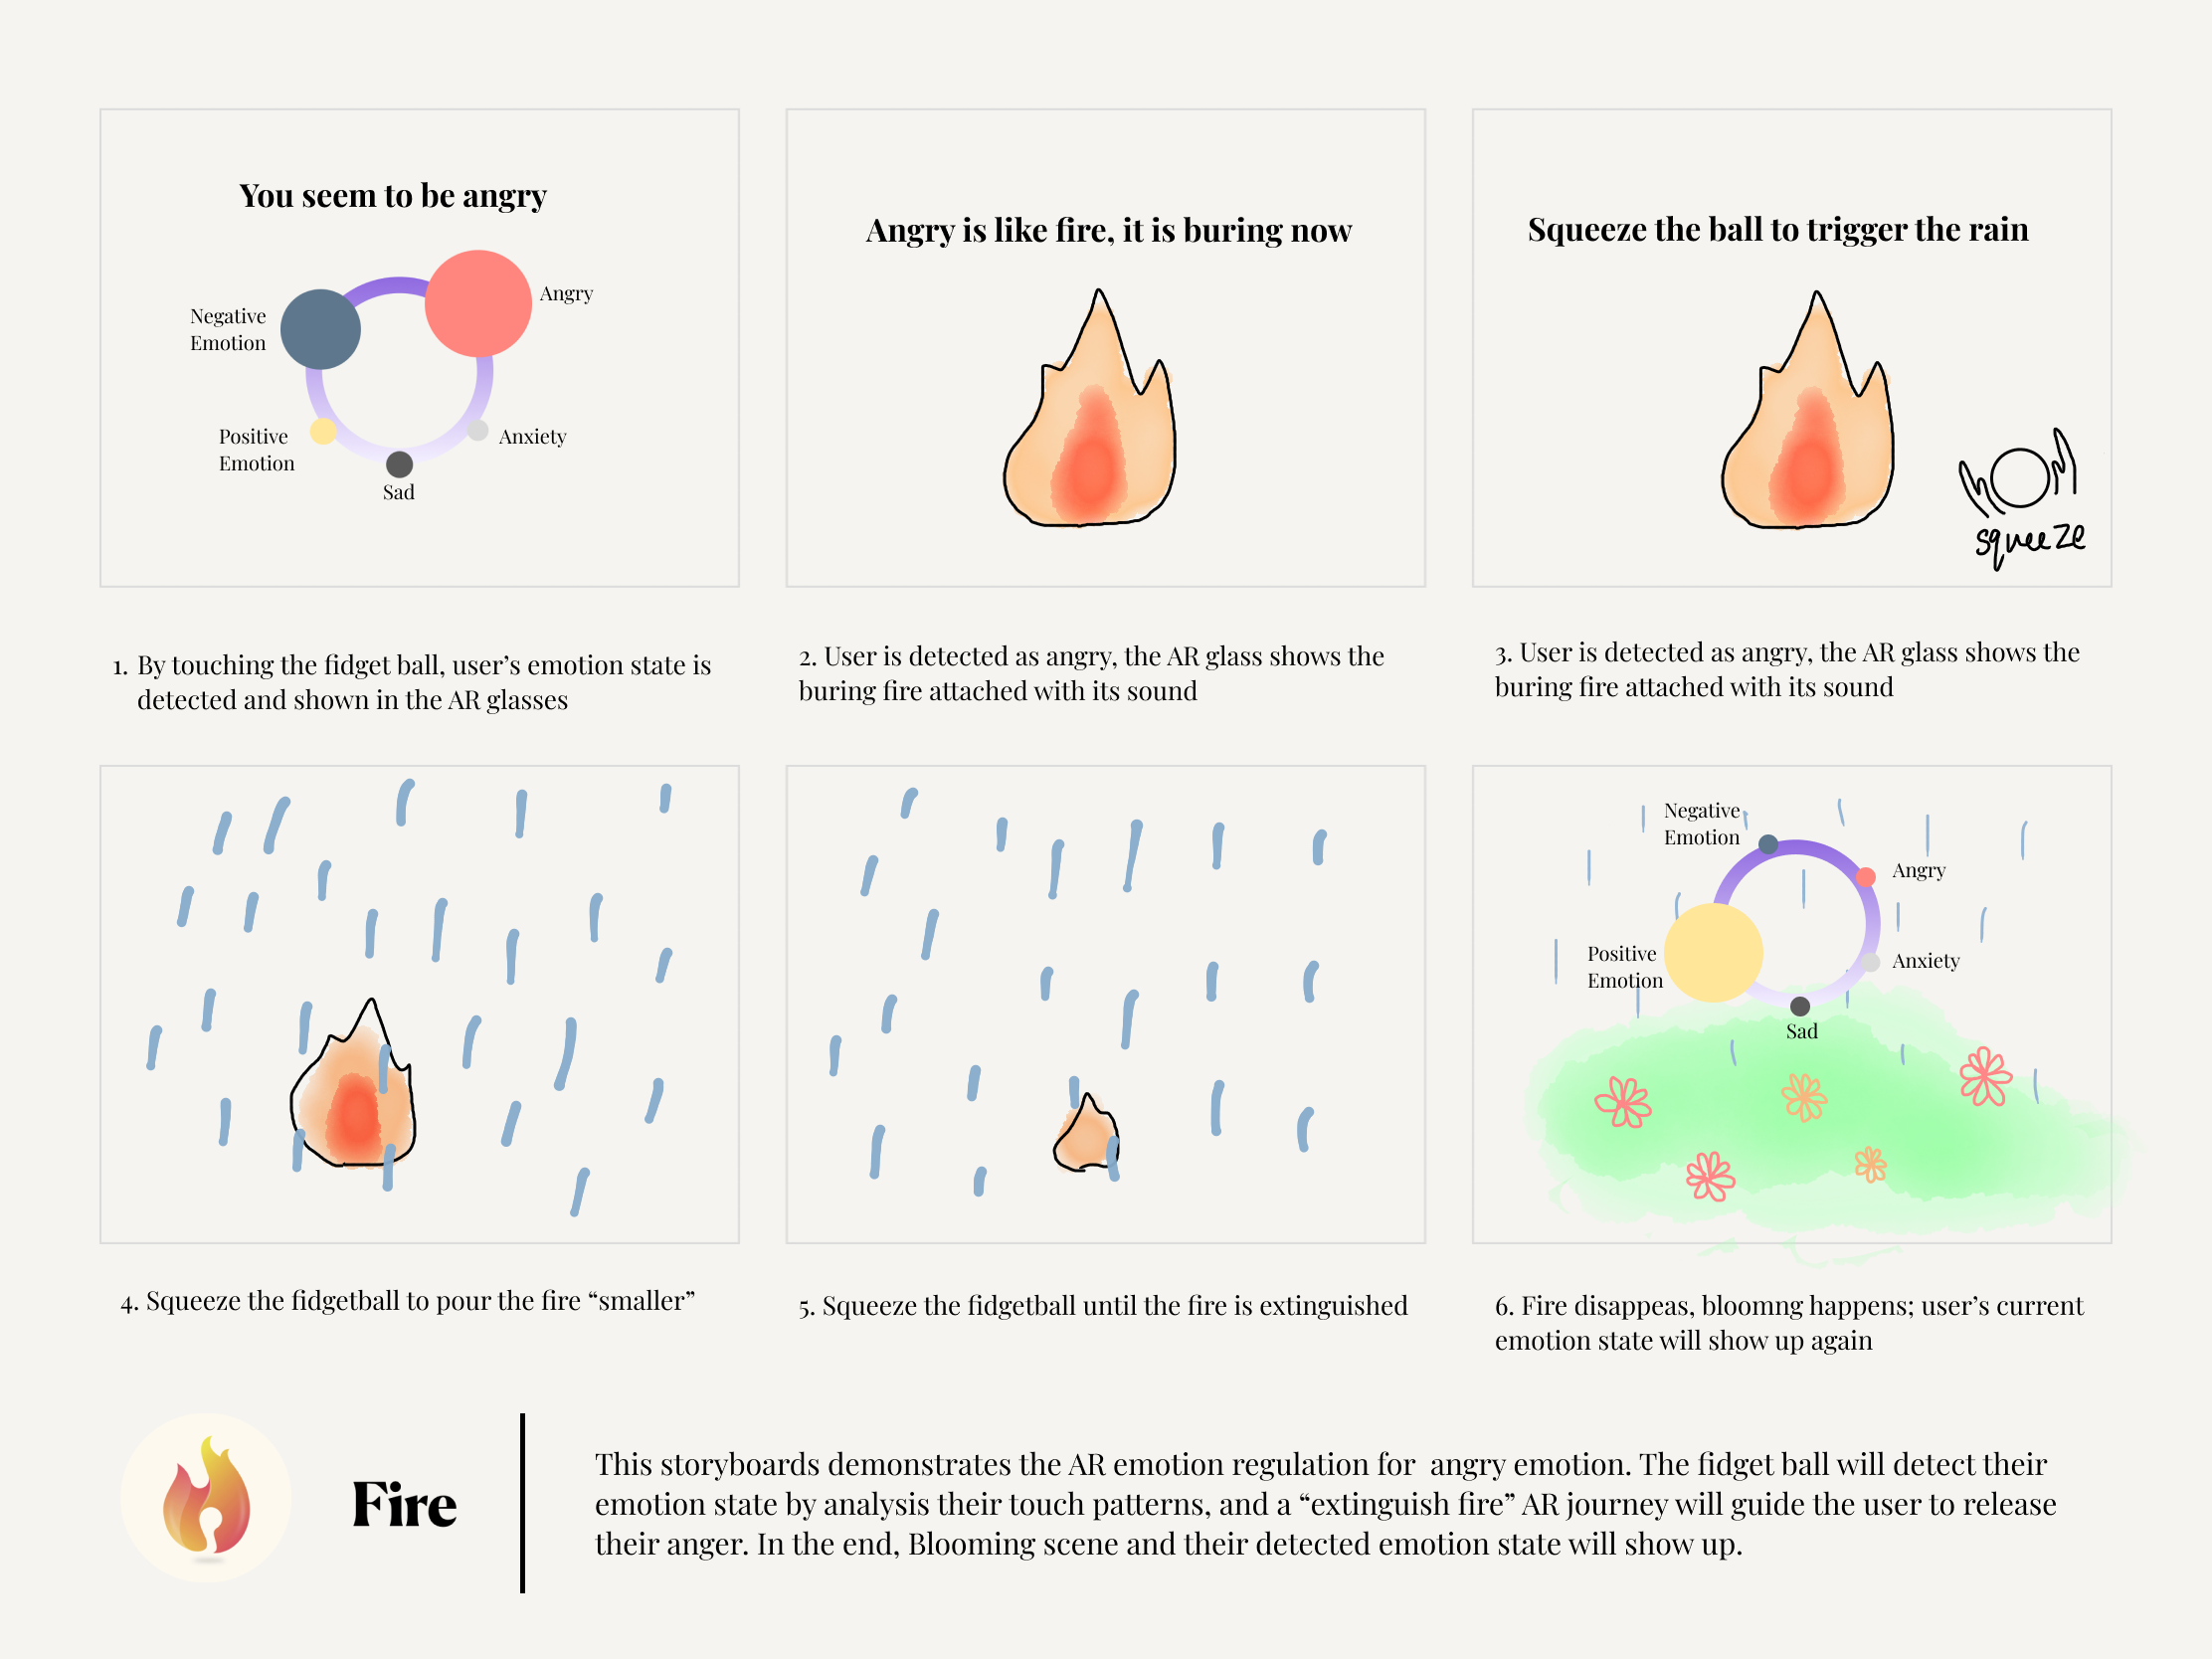 You seem to be angry
Negative
Emotion
Angry
Positive
Emotion
Anxiety
Sad
Angry is like fire, it is buring now
Squeeze the ball to trigger the rain
squeeze
1. By touching the fidget ball, user’s emotion state is
detected and shown in the AR glasses
2. User is detected as angry, the AR glass shows the
buring fire attached with its sound
3. User is detected as angry, the AR glass shows the
buring fire attached with its sound
Negative
Emotion
Angry
Positive
Emotion
Anxiety
Sad
4. Squeeze the fidgetball to pour the fire “smaller”
5. Squeeze the fidgetball until the fire is extinguished
6. Fire disappeas, bloomng happens; user’s current
emotion state will show up again
Fire
This storyboards demonstrates the AR emotion regulation for angry emotion. The fidget ball will detect their
emotion state by analysis their touch patterns, and a “extinguish fire” AR journey will guide the user to release
their anger. In the end, Blooming scene and their detected emotion state will show up.